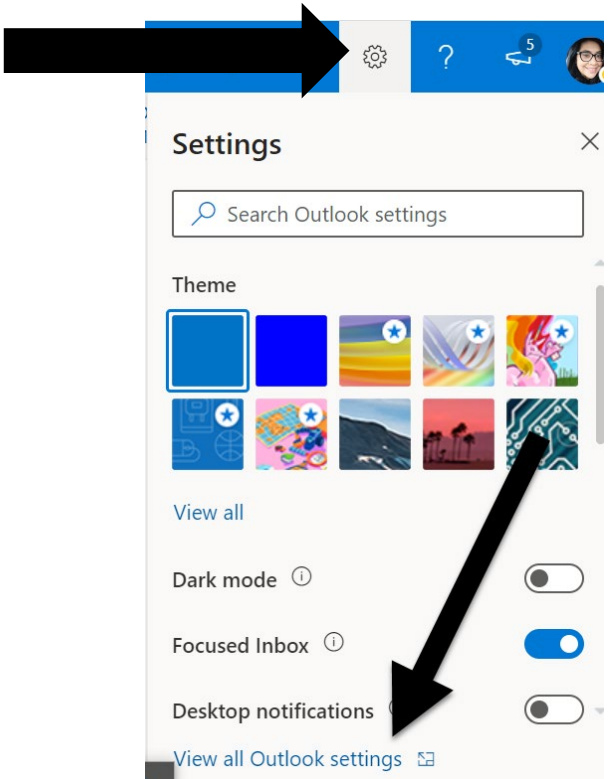 ?
5
Settings
Search Outlook settings
Theme
View all
Dark mode
Focused Inbox
Desktop notifications
View all Outlook settings